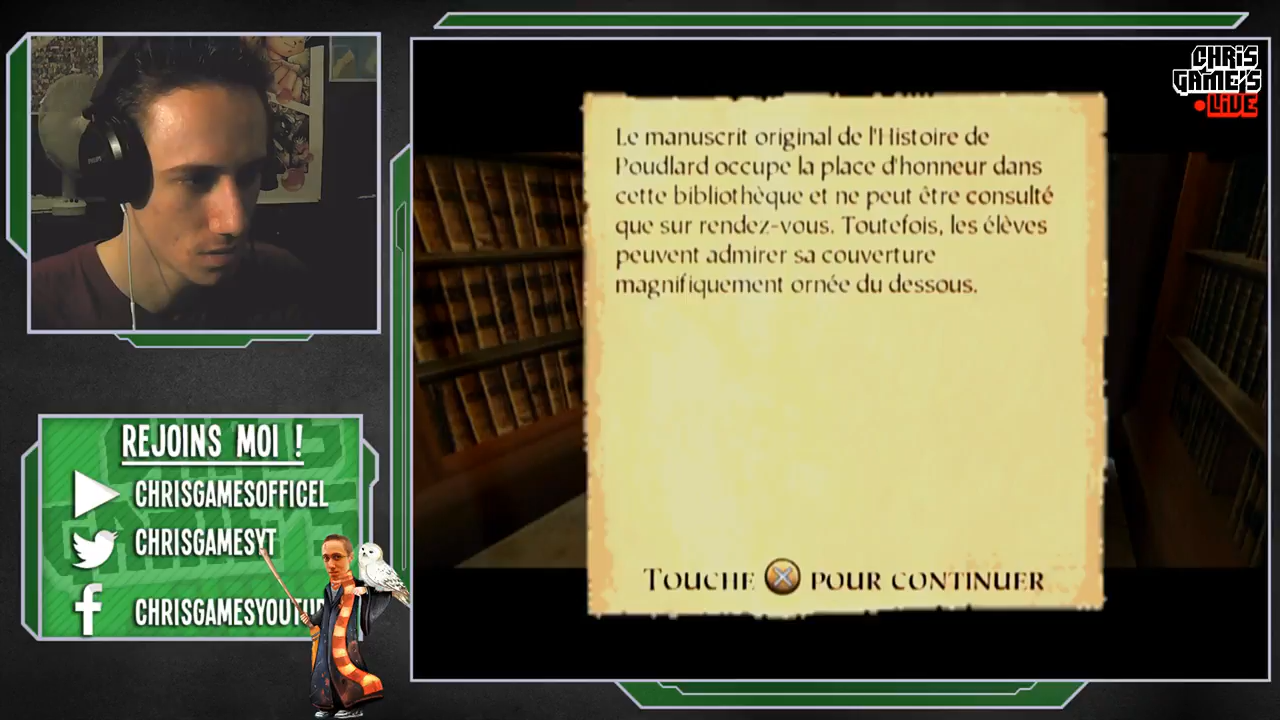 CHRIS
GAME'S
LIVE
Le manuscrit original de l'Histoire de
Poudlard occupe la place d'honneur dans
cette bibliothèque et ne peut être consulté
que sur rendez-vous. Toutefois, les élèves
peuvent admirer sa couverture
magnifiquement ornée du dessous.
TOUCHE POUR CONTINUER
REJOINS MOI !
CHRISGAMESOFFICEL
CHRISGAMESYT
CHRISGAMESYOUTU
PHILIPS